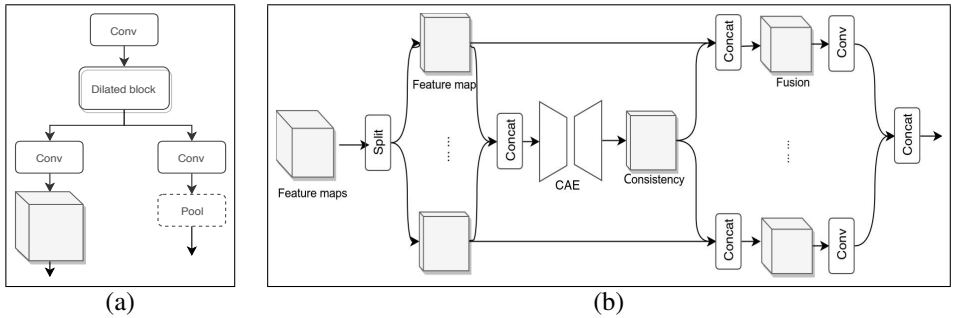 Conv
Dilated block
Conv
Conv
Pool
(a)
Feature maps
Split
Feature map
......
Concat
CAE
Consistency
Concat
Fusion
Conv
......
Concat
Conv
Concat
(b)